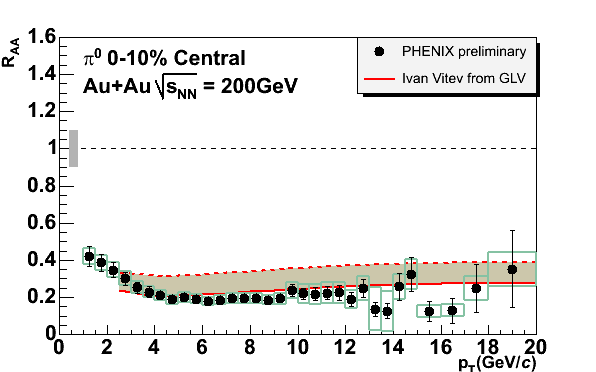 R_AA
1.6
1.4
1.2
1
0.8
0.6
0.4
0.2
0
π⁰ 0-10% Central
Au+Au √s_NN = 200GeV
PHENIX preliminary
Ivan Vitev from GLV
0 2 4 6 8 10 12 14 16 18 20
p_T(GeV/c)